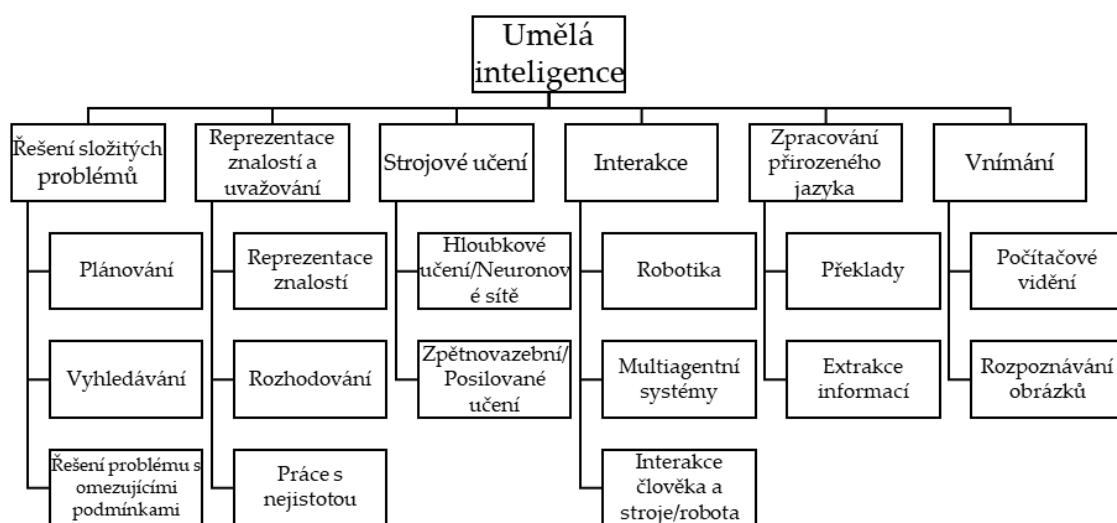 Umělá
inteligence
Řešení složitých
problémů
Reprezentace
znalostí a
uvažování
Strojové učení
Interakce
Zpracování
přirozeného
jazyka
Vnímání
Plánování
Reprezentace
znalostí
Hloubkové
učení/Neuronov
é sítě
Robotika
Překlady
Počítačové
vidění
Vyhledávání
Rozhodování
Zpětnovazební/
Posilované
učení
Multiagentní
systémy
Extrakce
informací
Rozpoznávání
obrázků
Řešení problému s
omezujícími
podmínkami
Práce s
nejistotou
Interakce
člověka a
stroje/robota